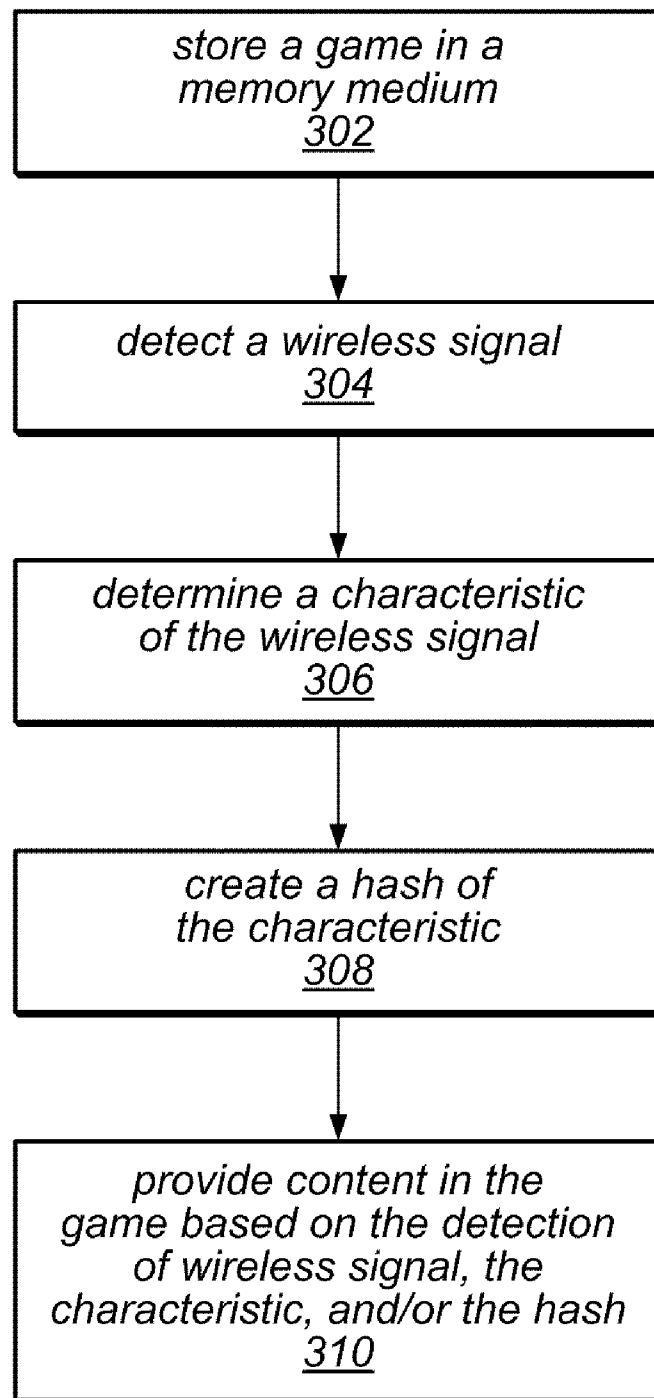 store a game in a
memory medium
302
detect a wireless signal
304
determine a characteristic
of the wireless signal
306
create a hash of
the characteristic
308
provide content in the
game based on the detection
of wireless signal, the
characteristic, and/or the hash
310